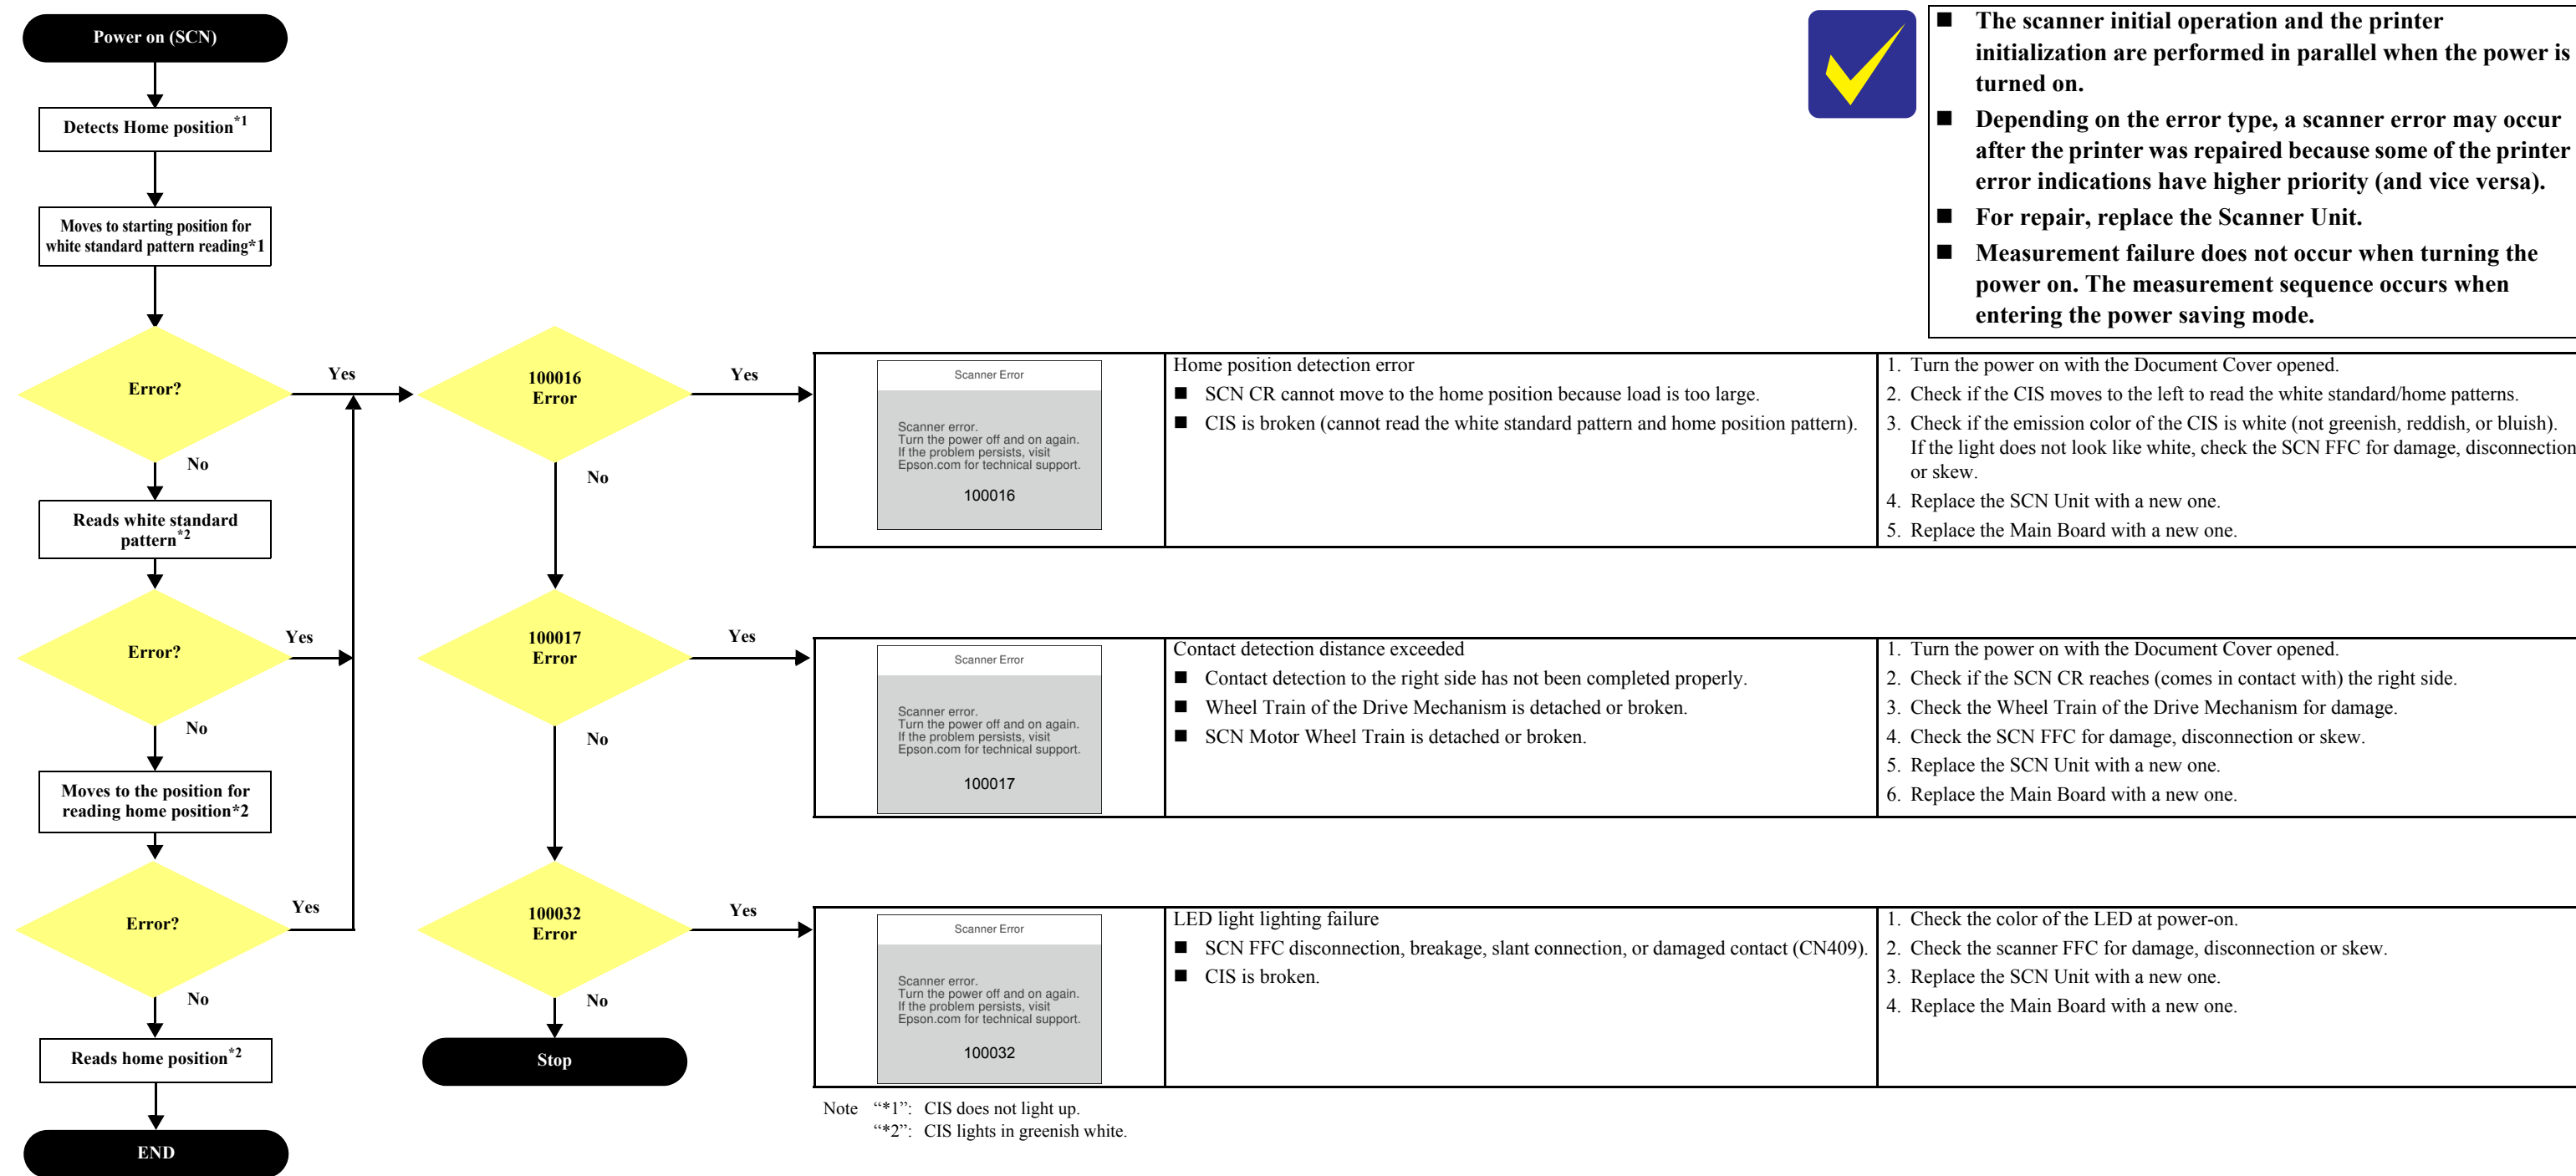 Power on (SCN)
Detects Home position*1
Moves to starting position for
white standard pattern reading*1
Error?
Yes
No
Reads white standard
pattern*2
Error?
Yes
No
Moves to the position for
reading home position*2
Error?
Yes
No
Reads home position*2
END
100016
Error
Yes
No
100017
Error
Yes
No
100032
Error
Yes
No
Stop
■ The scanner initial operation and the printer
initialization are performed in parallel when the power is
turned on.
■ Depending on the error type, a scanner error may occur
after the printer was repaired because some of the printer
error indications have higher priority (and vice versa).
■ For repair, replace the Scanner Unit.
■ Measurement failure does not occur when turning the
power on. The measurement sequence occurs when
entering the power saving mode.
Scanner Error
Scanner error.
Turn the power off and on again.
If the problem persists, visit
Epson.com for technical support.
100016
Home position detection error
■ SCN CR cannot move to the home position because load is too large.
■ CIS is broken (cannot read the white standard pattern and home position pattern).
1. Turn the power on with the Document Cover opened.
2. Check if the CIS moves to the left to read the white standard/home patterns.
3. Check if the emission color of the CIS is white (not greenish, reddish, or bluish).
If the light does not look like white, check the SCN FFC for damage, disconnection
or skew.
4. Replace the SCN Unit with a new one.
5. Replace the Main Board with a new one.
Scanner Error
Scanner error.
Turn the power off and on again.
If the problem persists, visit
Epson.com for technical support.
100017
Contact detection distance exceeded
■ Contact detection to the right side has not been completed properly.
■ Wheel Train of the Drive Mechanism is detached or broken.
■ SCN Motor Wheel Train is detached or broken.
1. Turn the power on with the Document Cover opened.
2. Check if the SCN CR reaches (comes in contact with) the right side.
3. Check the Wheel Train of the Drive Mechanism for damage.
4. Check the SCN FFC for damage, disconnection or skew.
5. Replace the SCN Unit with a new one.
6. Replace the Main Board with a new one.
Scanner Error
Scanner error.
Turn the power off and on again.
If the problem persists, visit
Epson.com for technical support.
100032
LED light lighting failure
■ SCN FFC disconnection, breakage, slant connection, or damaged contact (CN409).
■ CIS is broken.
1. Check the color of the LED at power-on.
2. Check the scanner FFC for damage, disconnection or skew.
3. Replace the SCN Unit with a new one.
4. Replace the Main Board with a new one.
Note “*1”: CIS does not light up.
“*2”: CIS lights in greenish white.